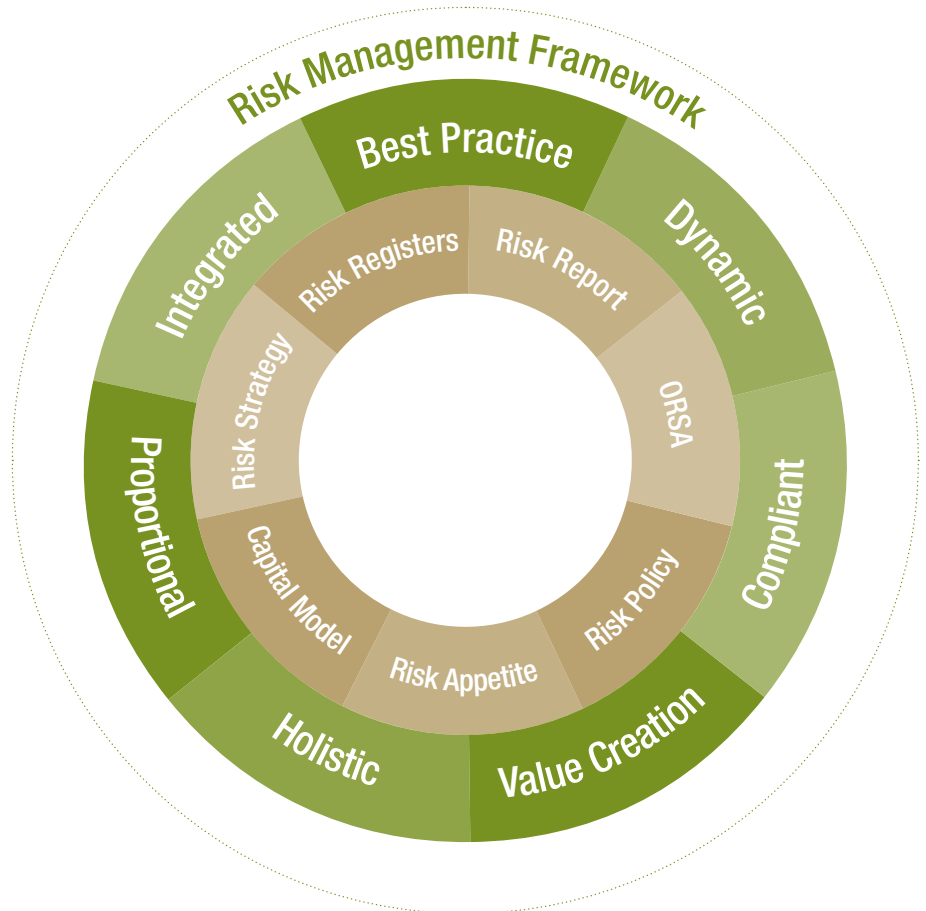 Risk Management Framework
Best Practice
Dynamic
Compliant
Value Creation
Holistic
Proportional
Integrated
Risk Registers
Risk Report
ORSA
Risk Policy
Risk Appetite
Capital Model
Risk Strategy